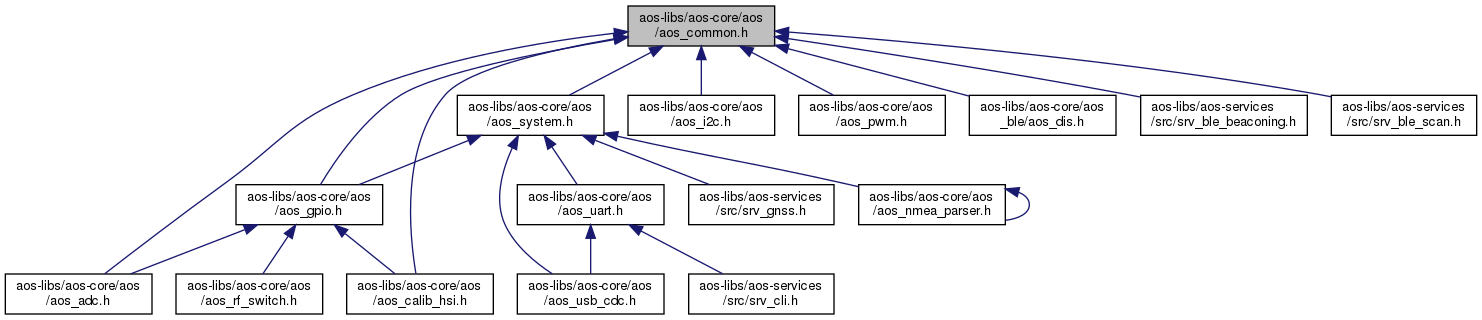 aos-libs/aos-core/aos
/aos_common.h
aos-libs/aos-core/aos
/aos_system.h
aos-libs/aos-core/aos
/aos_i2c.h
aos-libs/aos-core/aos
/aos_pwm.h
aos-libs/aos-core/aos
_ble/aos_dis.h
aos-libs/aos-services
/src/srv_ble_beaconing.h
aos-libs/aos-services
/src/srv_ble_scan.h
aos-libs/aos-core/aos
/aos_gpio.h
aos-libs/aos-core/aos
/aos_uart.h
aos-libs/aos-services
/src/srv_gnss.h
aos-libs/aos-core/aos
/aos_nmea_parser.h
aos-libs/aos-core/aos
/aos_adc.h
aos-libs/aos-core/aos
/aos_rf_switch.h
aos-libs/aos-core/aos
/aos_calib_hsi.h
aos-libs/aos-core/aos
/aos_usb_cdc.h
aos-libs/aos-services
/src/srv_cli.h